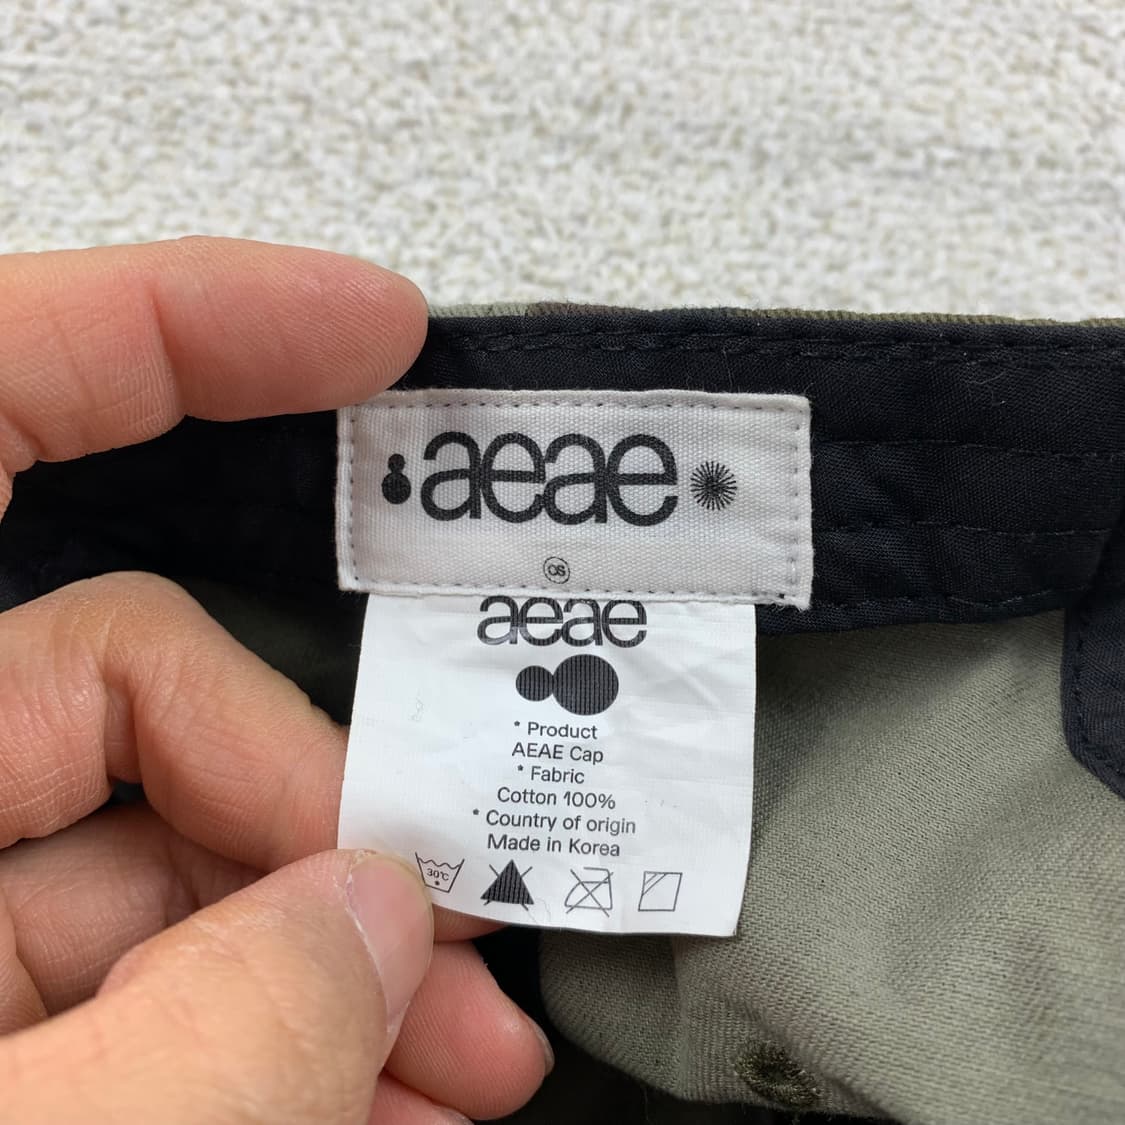 aeae
OS
aeae
* Product
AEAE Cap
* Fabric
Cotton 100%
* Country of origin
Made in Korea
30℃